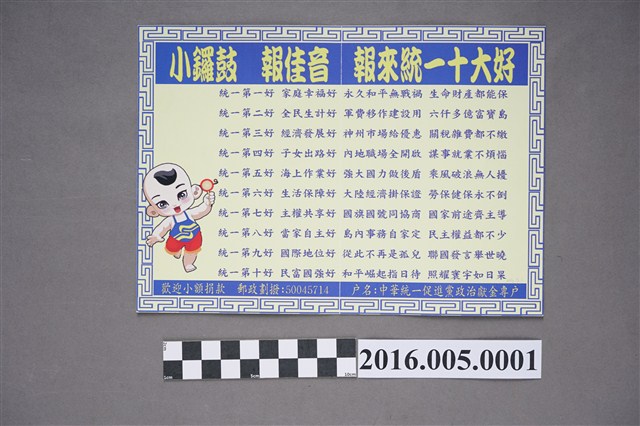 小鑼鼓 報佳音 報來統一十大好
統一第一好 家庭幸福好 永久和平無戰禍 生命財產都能保
統一第二好 全民生計好 軍費移作建設用 六仟多億富寶島
統一第三好 經濟發展好 神州市場給優惠 關稅雜費都不繳
統一第四好 子女出路好 內地職場全開啟 謀事就業不煩惱
統一第五好 海上作業好 強大國力做後盾 乘風破浪無人擾
統一第六好 生活保障好 大陸經濟掛保證 勞保健保永不倒
統一第七好 主權共享好 國旗國號同協商 國家前途齊主導
統一第八好 當家自主好 島內事務自家定 民主權益都不少
統一第九好 國際地位好 從此不再是孤兒 聯國發言舉世曉
統一第十好 民富國強好 和平崛起指日待 照耀寰宇如日杲
歡迎小額捐款 郵政劃撥:50045714 戶名:中華統一促進黨政治獻金專戶
2016.005.0001
1cm 5cm 10cm